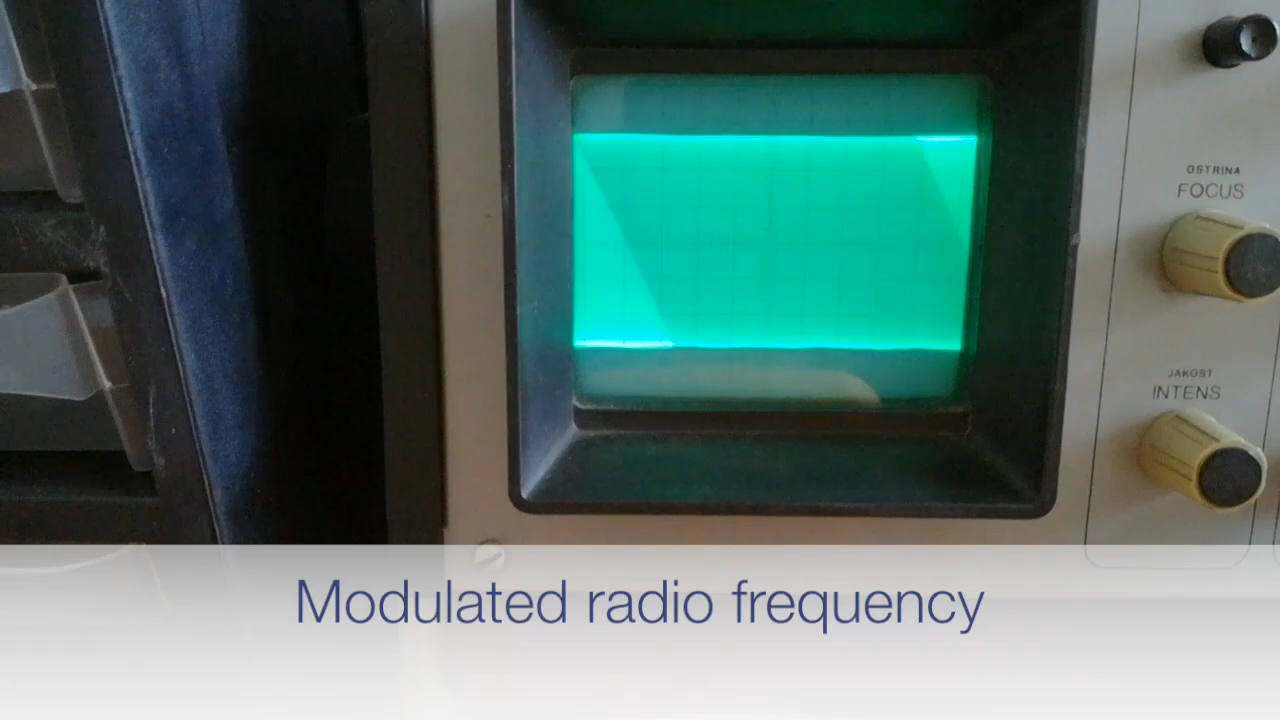 OSTRINA
FOCUS
JAKOST
INTENS
Modulated radio frequency